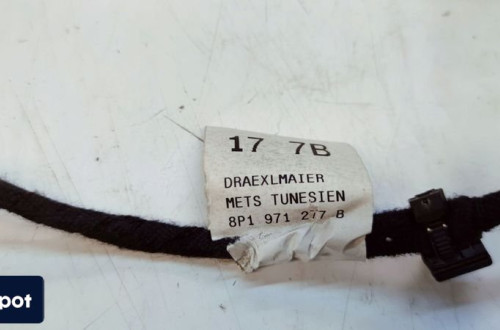 17 7B
DRAEXLMAIER
METS TUNESIEN
8P1 971 277 B
pot